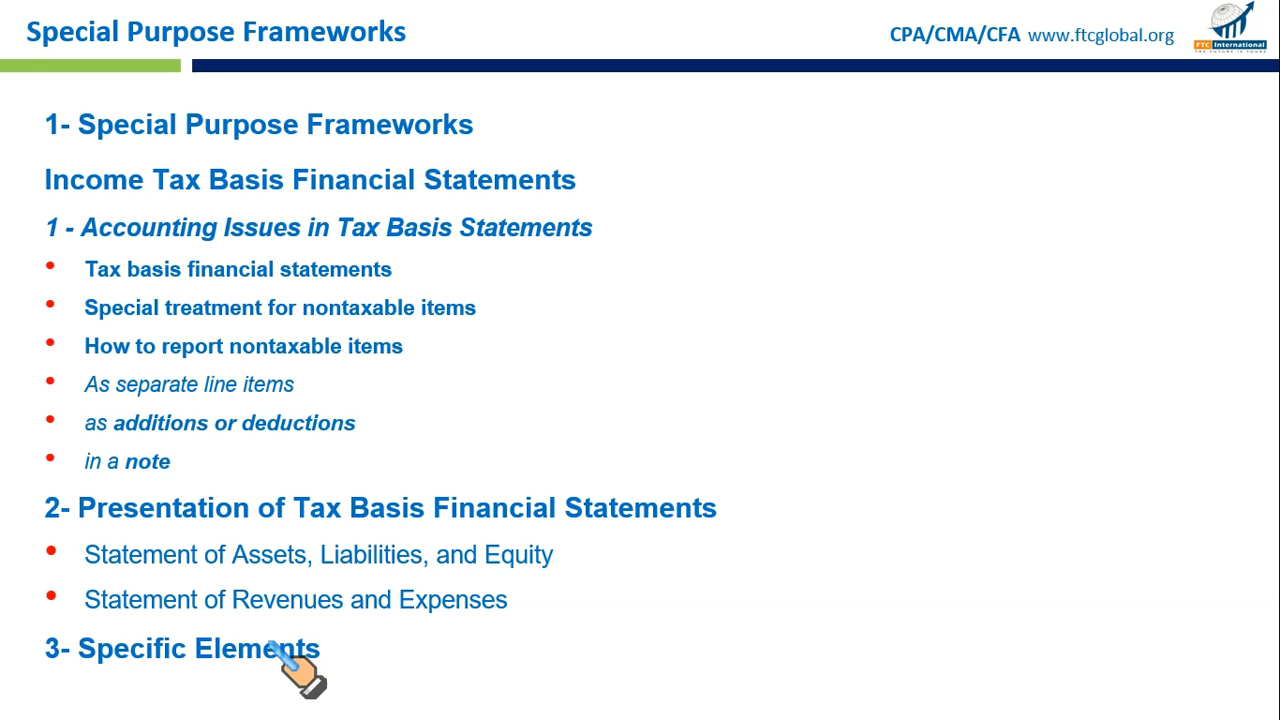 Special Purpose Frameworks
CPA/CMA/CFA www.ftcglobal.org
FTC International
1- Special Purpose Frameworks
Income Tax Basis Financial Statements
1 - Accounting Issues in Tax Basis Statements
• Tax basis financial statements
• Special treatment for nontaxable items
• How to report nontaxable items
• As separate line items
• as additions or deductions
• in a note
2- Presentation of Tax Basis Financial Statements
• Statement of Assets, Liabilities, and Equity
• Statement of Revenues and Expenses
3- Specific Elements